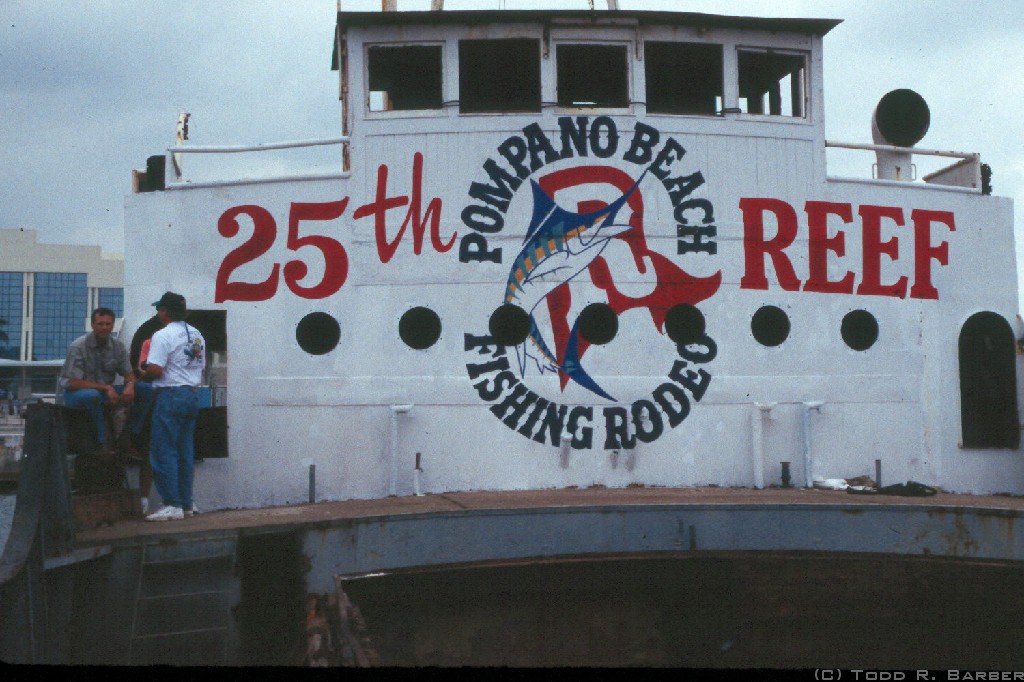 25th
POMPANO BEACH
R
FISHING RODEO
REEF
(C) Todd R. Barber